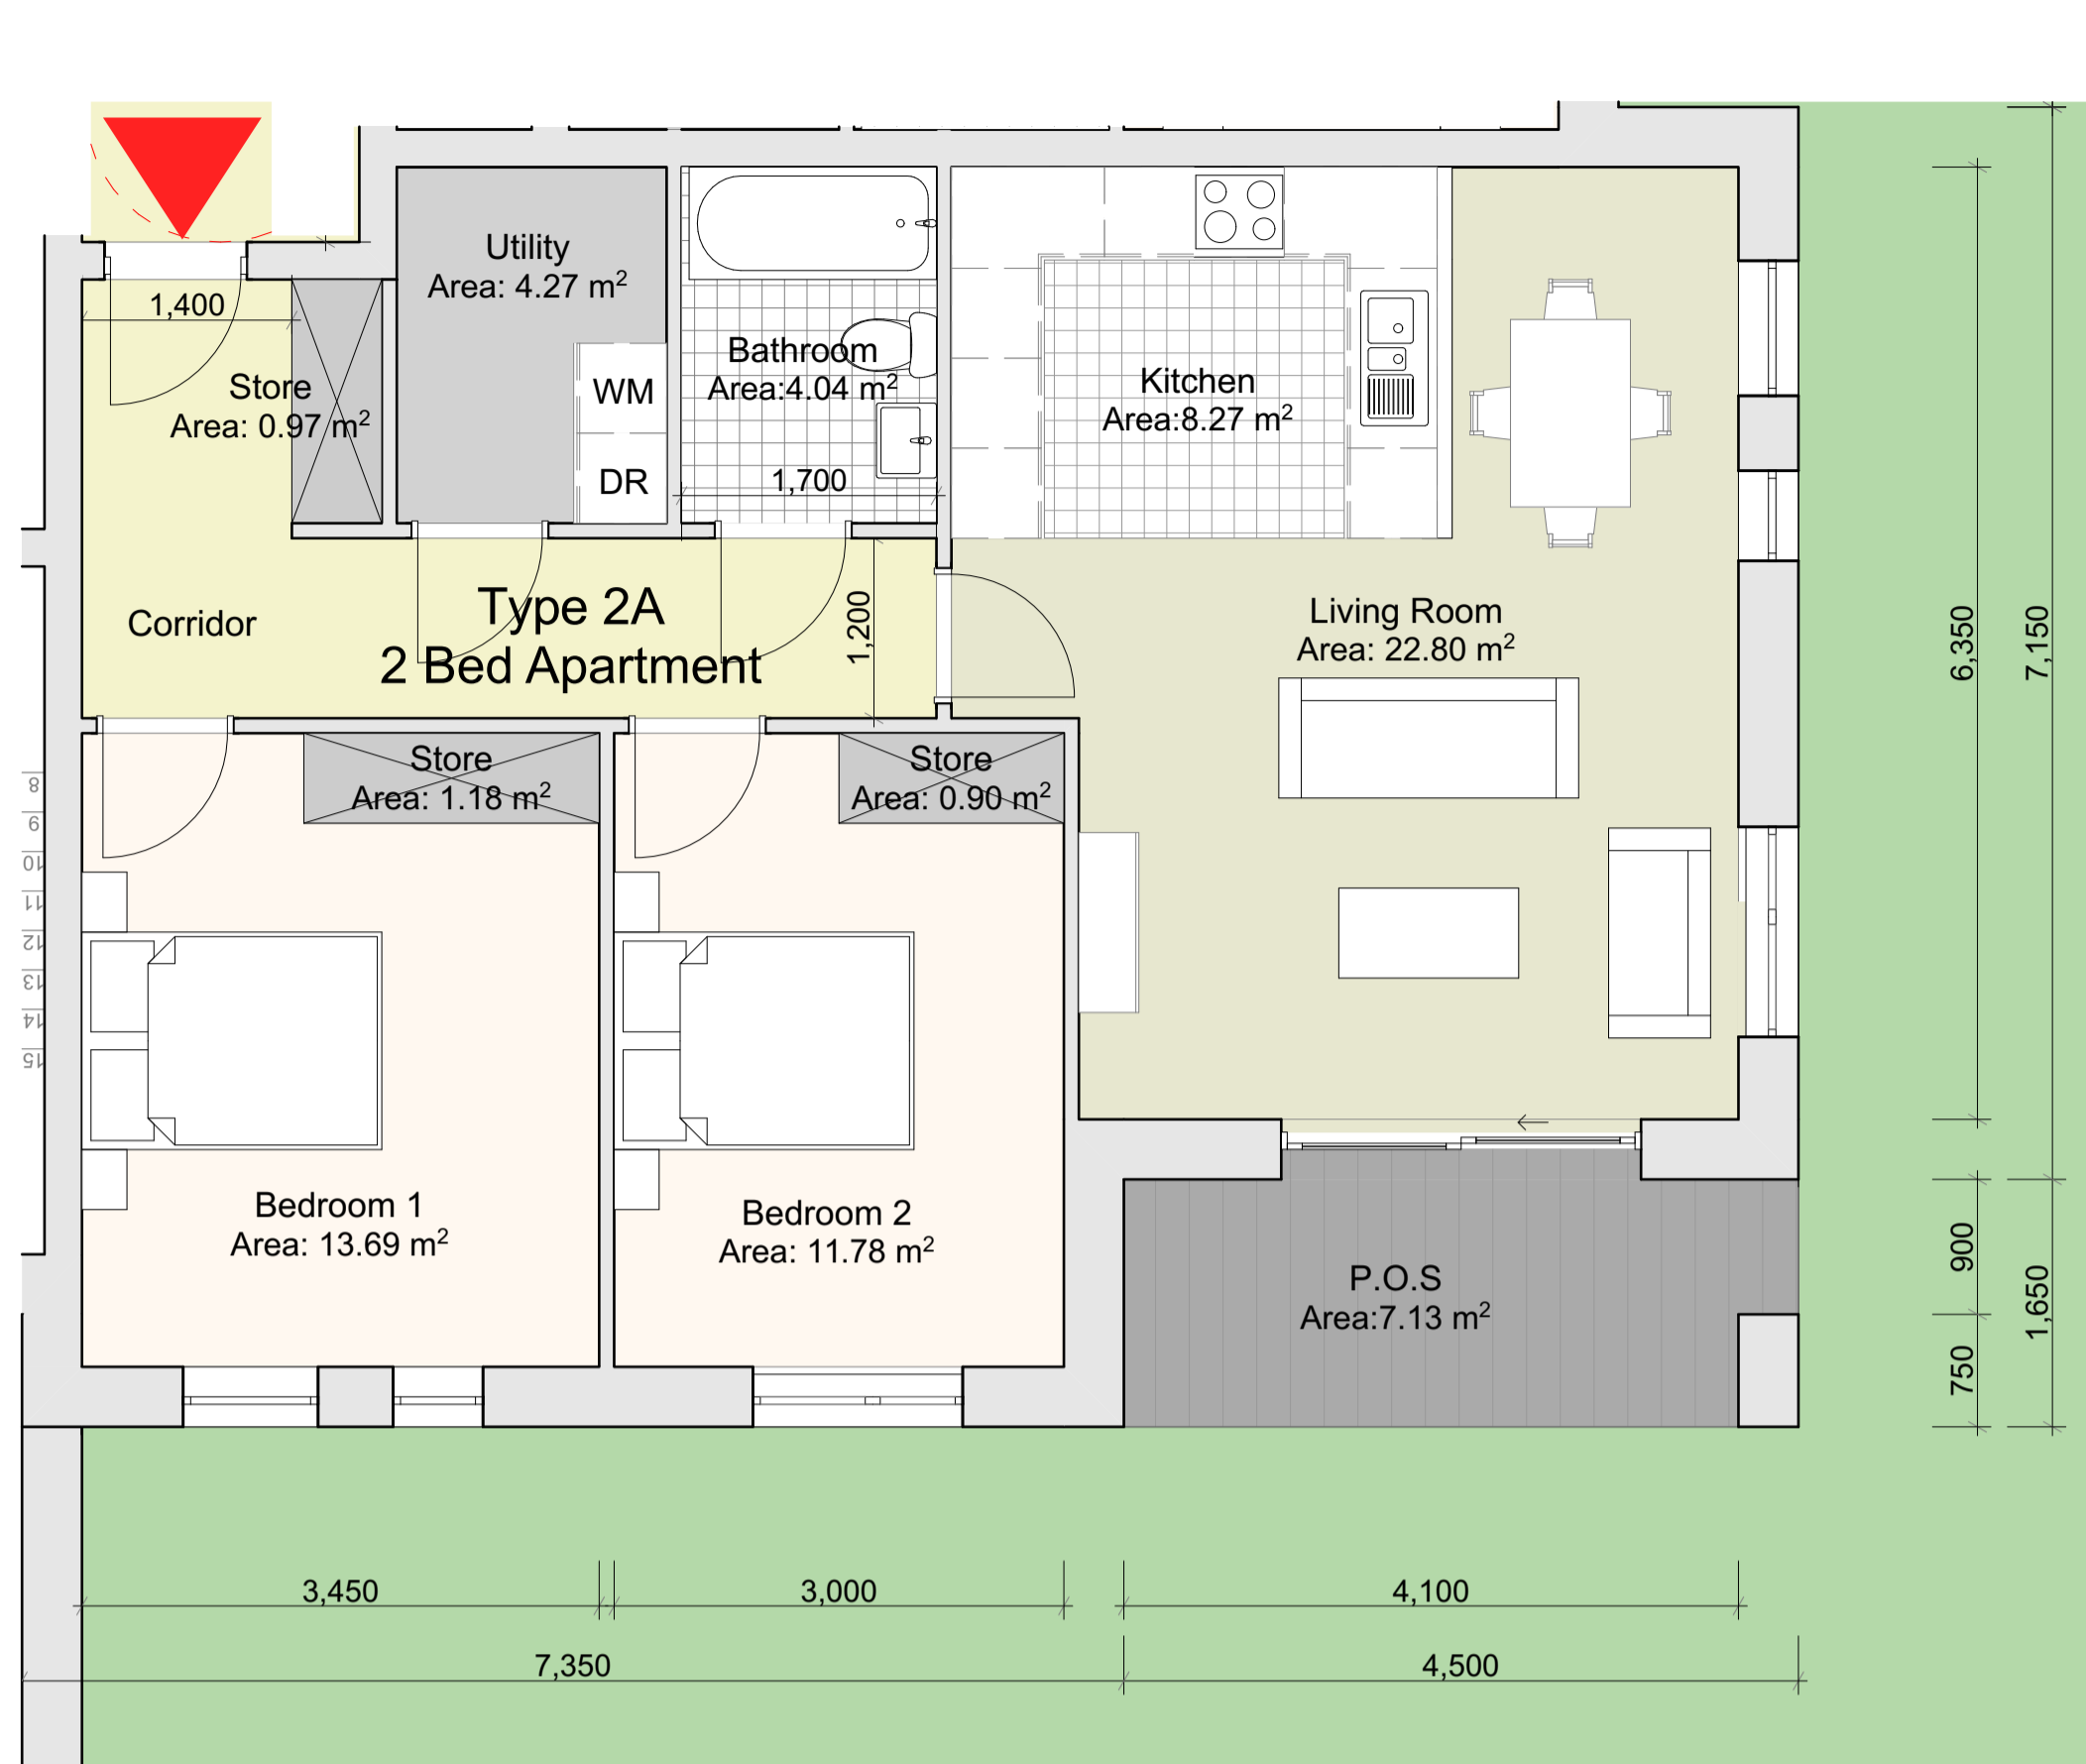 Utility
Area: 4.27 m²
1,400
Store
Area: 0.97 m²
WM
DR
Bathroom
Area:4.04 m²
1,700
Kitchen
Area:8.27 m²
Corridor
Type 2A
2 Bed Apartment
1,200
Living Room
Area: 22.80 m²
6,350
7,150
Store
Area: 1.18 m²
Store
Area: 0.90 m²
8
9
10
11
12
13
14
15
Bedroom 1
Area: 13.69 m²
Bedroom 2
Area: 11.78 m²
P.O.S
Area:7.13 m²
900
750
1,650
3,450
3,000
4,100
7,350
4,500